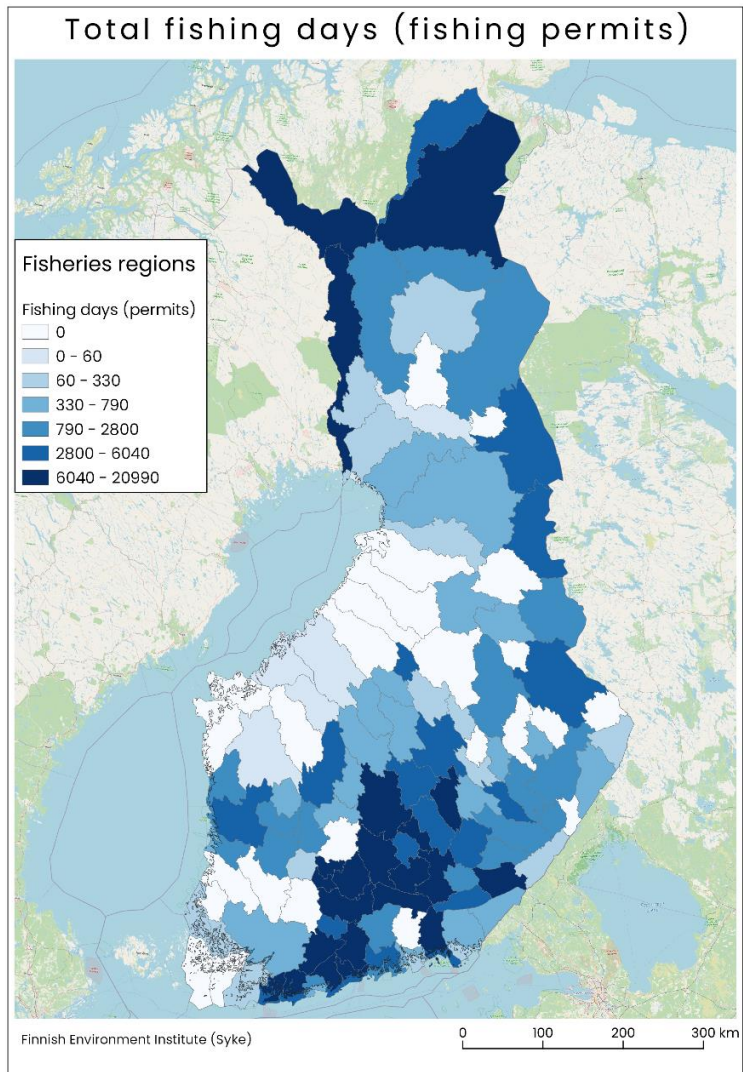 Total fishing days (fishing permits)
Fisheries regions
Fishing days (permits)
0
0 - 60
60 - 330
330 - 790
790 - 2800
2800 - 6040
6040 - 20990
Finnish Environment Institute (Syke)
0 100 200 300 km